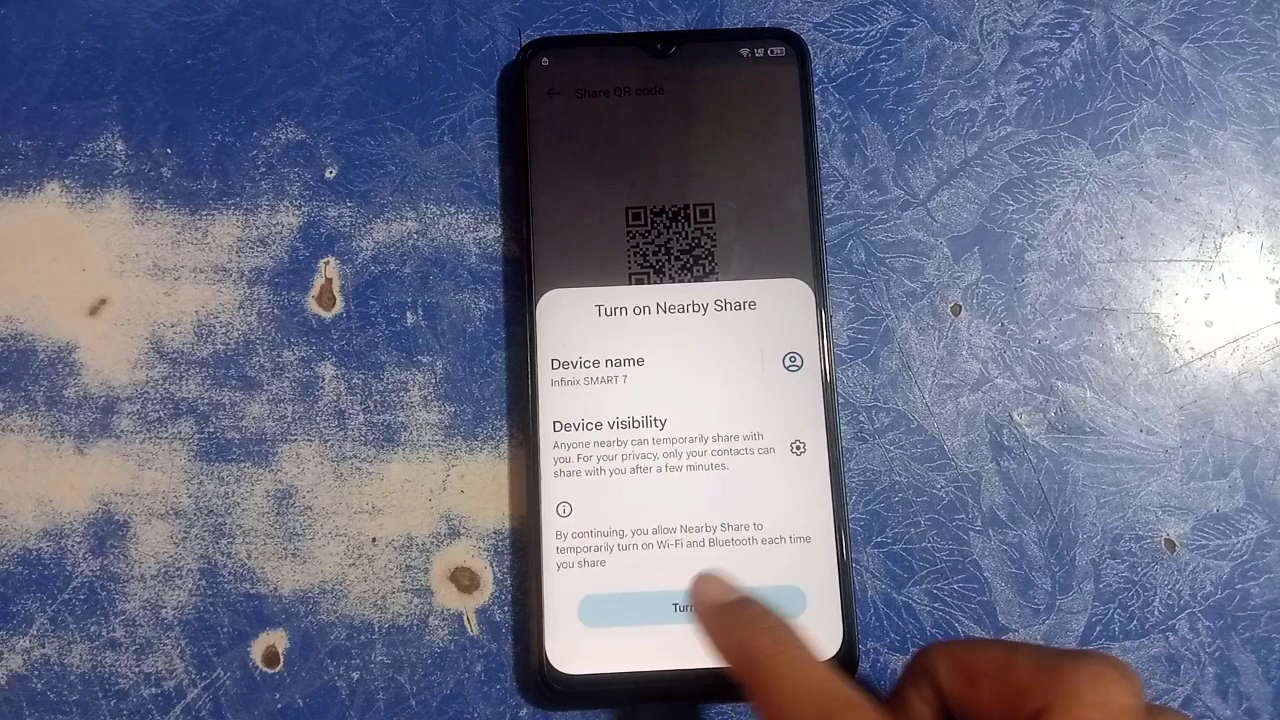 Share QR code
Turn on Nearby Share
Device name
Infinix SMART 7
Device visibility
Anyone nearby can temporarily share with
you. For your privacy, only your contacts can
share with you after a few minutes.
By continuing, you allow Nearby Share to
temporarily turn on Wi-Fi and Bluetooth each time
you share
Turn